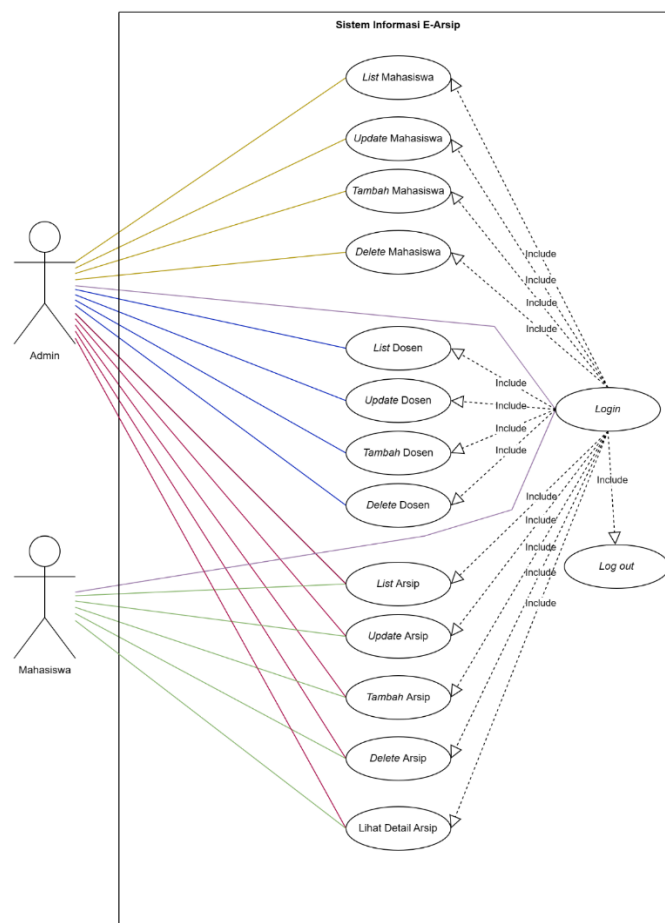 Sistem Informasi E-Arsip
List Mahasiswa
Update Mahasiswa
Tambah Mahasiswa
Delete Mahasiswa
Include
Include
Include
Include
Admin
List Dosen
Update Dosen
Tambah Dosen
Delete Dosen
Include
Include
Include
Include
Login
Include
Log out
Include
Include
Include
Include
Include
Mahasiswa
List Arsip
Update Arsip
Tambah Arsip
Delete Arsip
Lihat Detail Arsip